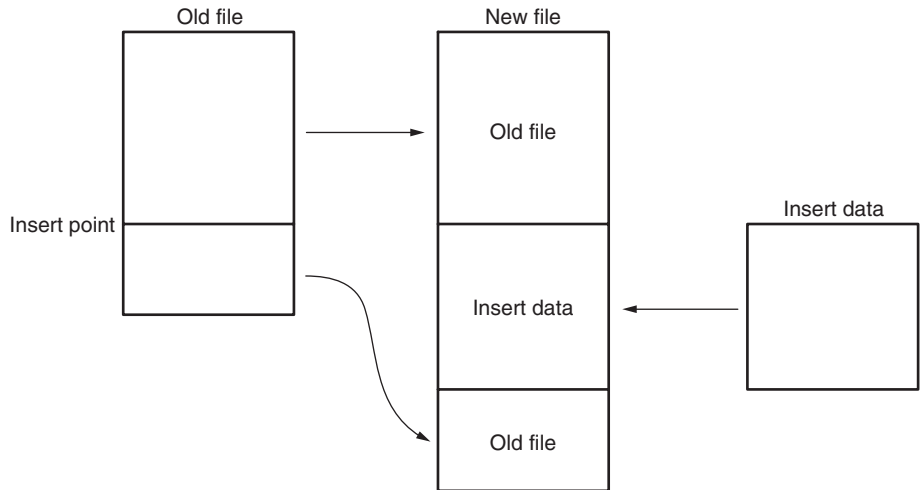 Old file
New file
Old file
Insert point
Insert data
Insert data
Old file